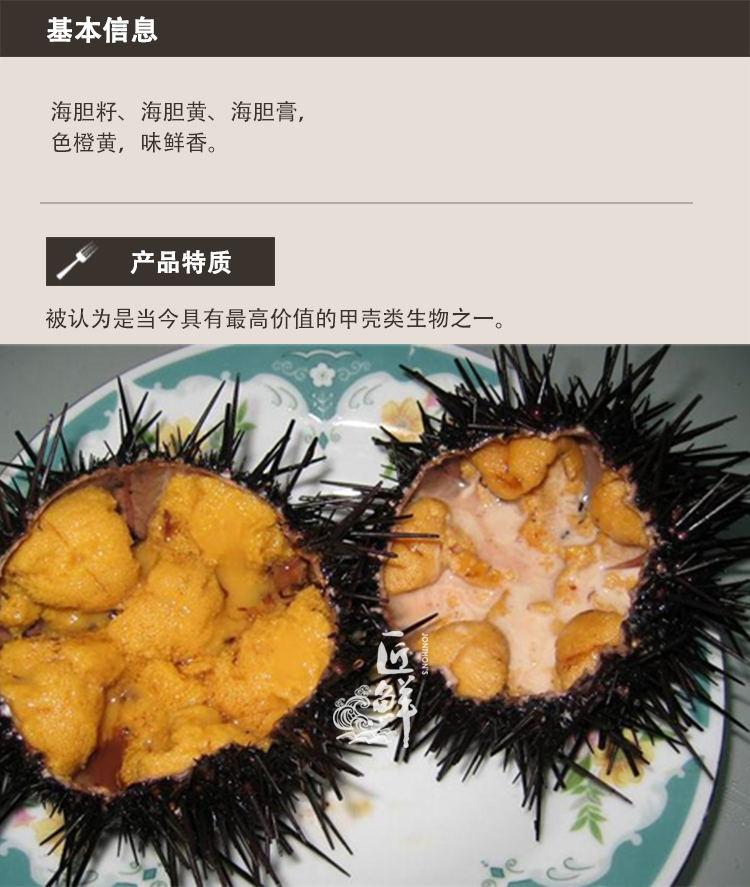 基本信息
海胆籽、海胆黄、海胆膏,
色橙黄, 味鲜香。
产品特质
被认为是当今具有最高价值的甲壳类生物之一。
匠鲜
JONTHON'S